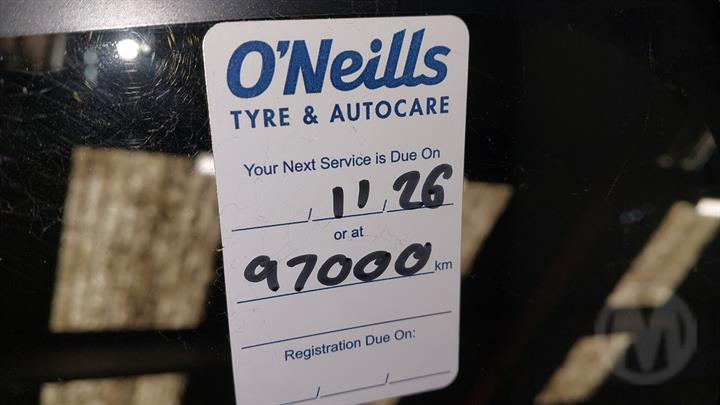 O'Neills
TYRE & AUTOCARE
Your Next Service is Due On
/ 11 / 26
or at
97000 km
Registration Due On:
/ /
M